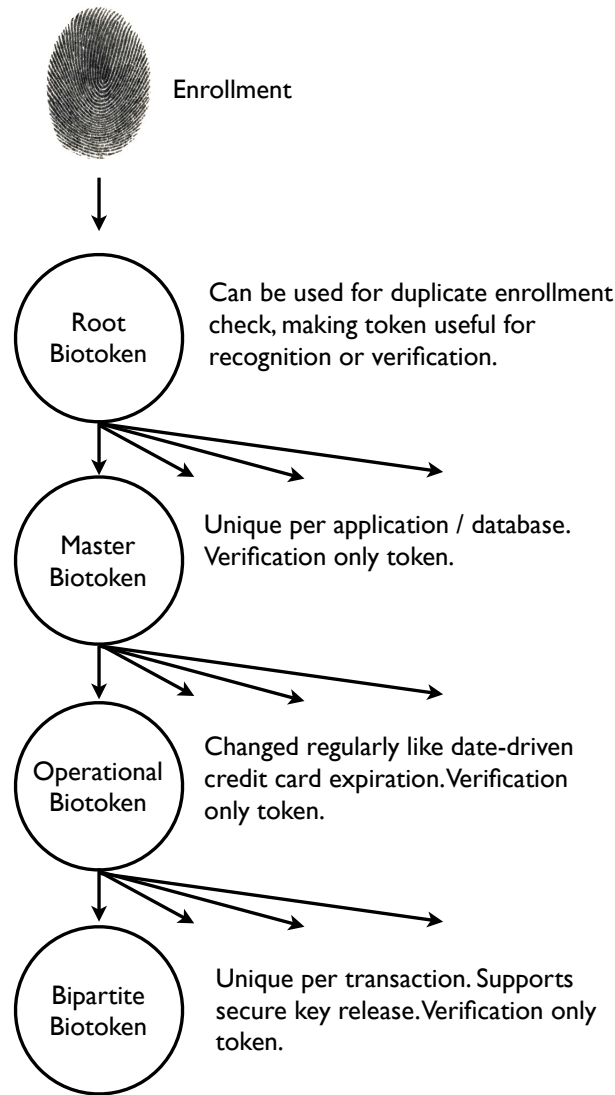 Enrollment
Root
Biotoken
Can be used for duplicate enrollment
check, making token useful for
recognition or verification.
Master
Biotoken
Unique per application / database.
Verification only token.
Operational
Biotoken
Changed regularly like date-driven
credit card expiration. Verification
only token.
Bipartite
Biotoken
Unique per transaction. Supports
secure key release. Verification only
token.